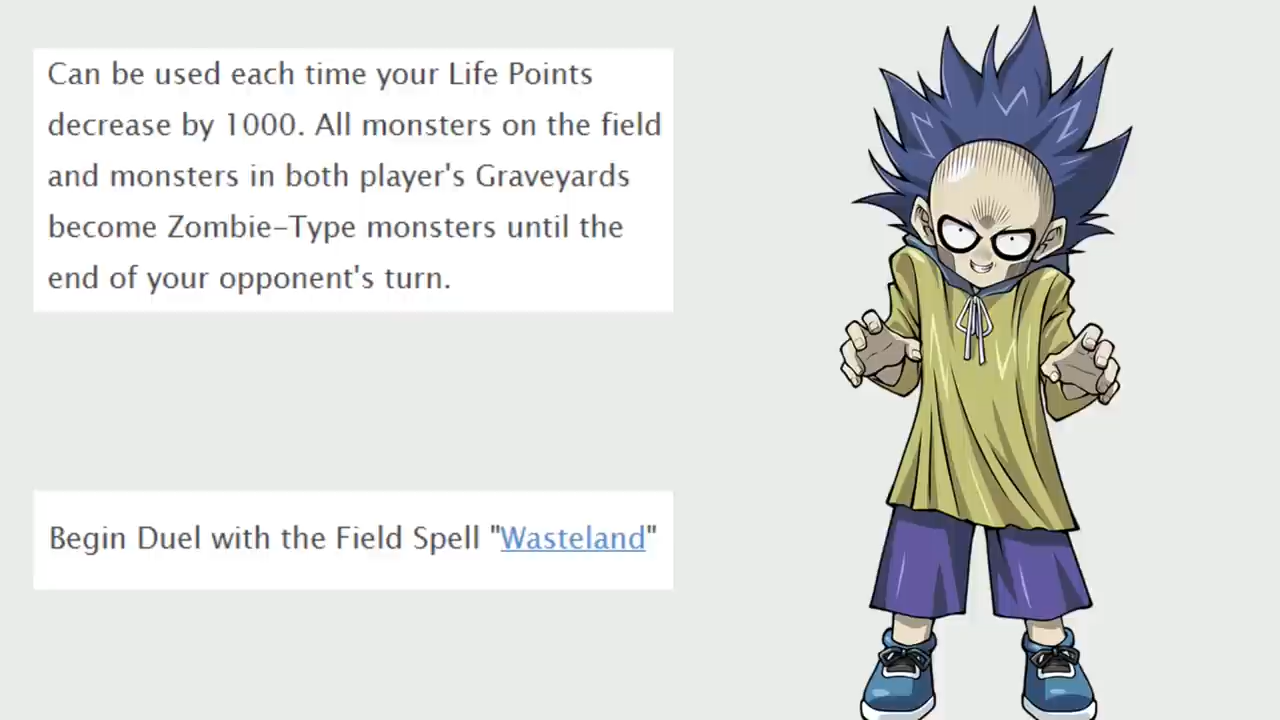 Can be used each time your Life Points
decrease by 1000. All monsters on the field
and monsters in both player's Graveyards
become Zombie-Type monsters until the
end of your opponent's turn.
Begin Duel with the Field Spell "Wasteland"